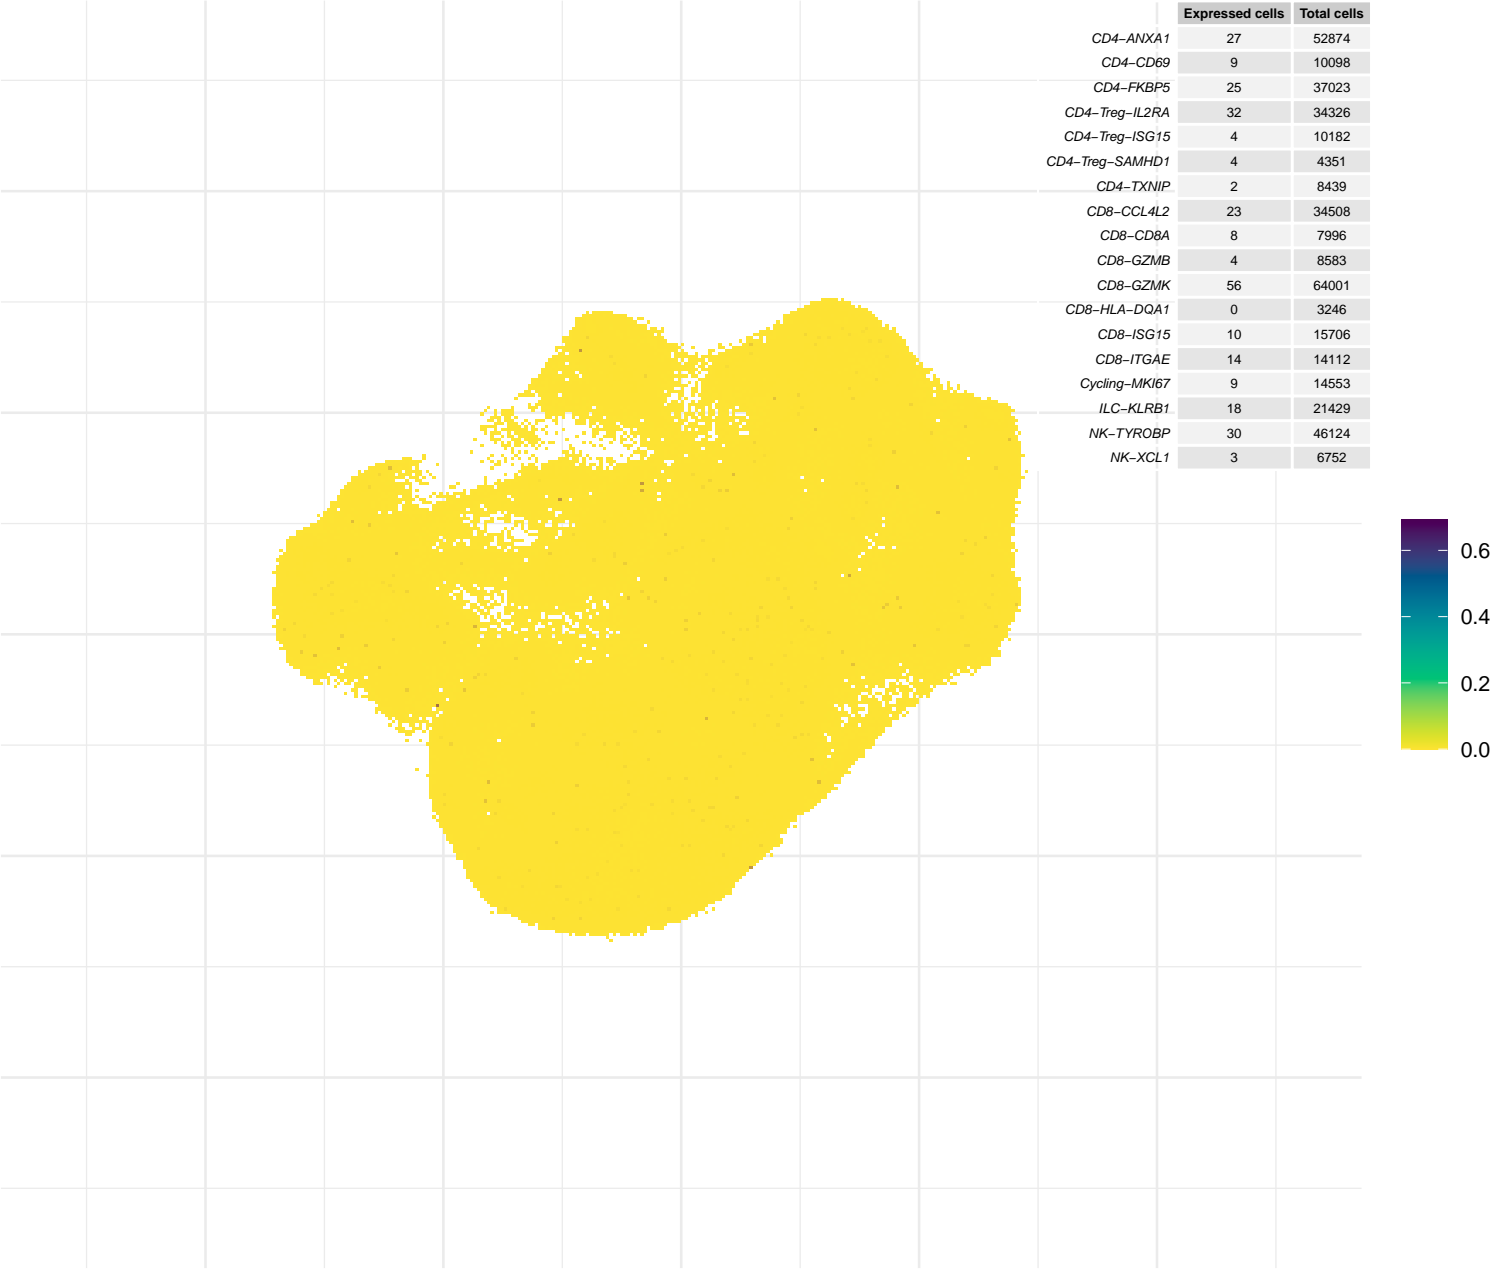 Expressed cells Total cells
CD4−ANXA1 27 52874
CD4−CD69 9 10098
CD4−FKBP5 25 37023
CD4−Treg−IL2RA 32 34326
CD4−Treg−ISG15 4 10182
CD4−Treg−SAMHD1 4 4351
CD4−TXNIP 2 8439
CD8−CCL4L2 23 34508
CD8−CD8A 8 7996
CD8−GZMB 4 8583
CD8−GZMK 56 64001
CD8−HLA−DQA1 0 3246
CD8−ISG15 10 15706
CD8−ITGAE 14 14112
Cycling−MKI67 9 14553
ILC−KLRB1 18 21429
NK−TYROBP 30 46124
NK−XCL1 3 6752
0.6
0.4
0.2
0.0